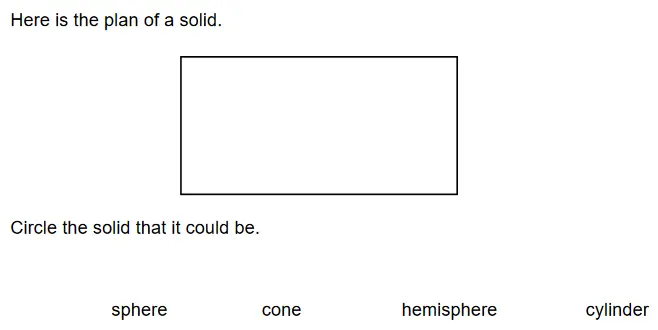 Here is the plan of a solid.
Circle the solid that it could be.
sphere cone hemisphere cylinder